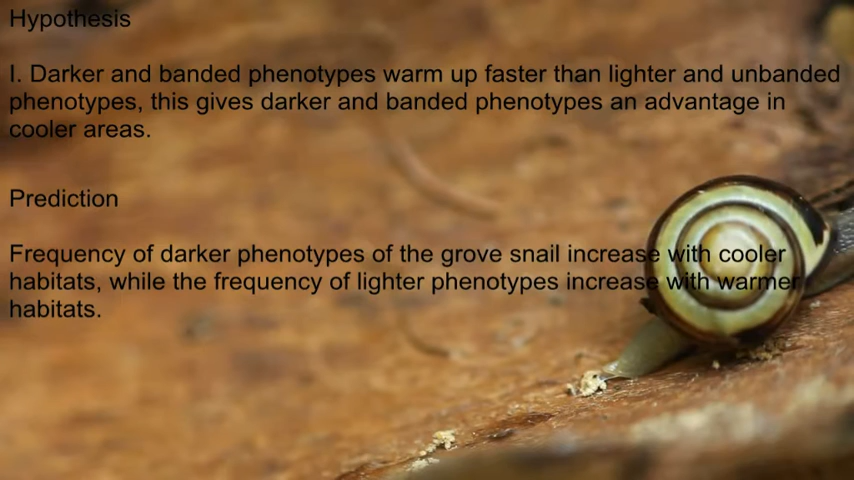 Hypothesis
I. Darker and banded phenotypes warm up faster than lighter and unbanded
phenotypes, this gives darker and banded phenotypes an advantage in
cooler areas.
Prediction
Frequency of darker phenotypes of the grove snail increase with cooler
habitats, while the frequency of lighter phenotypes increase with warmer
habitats.